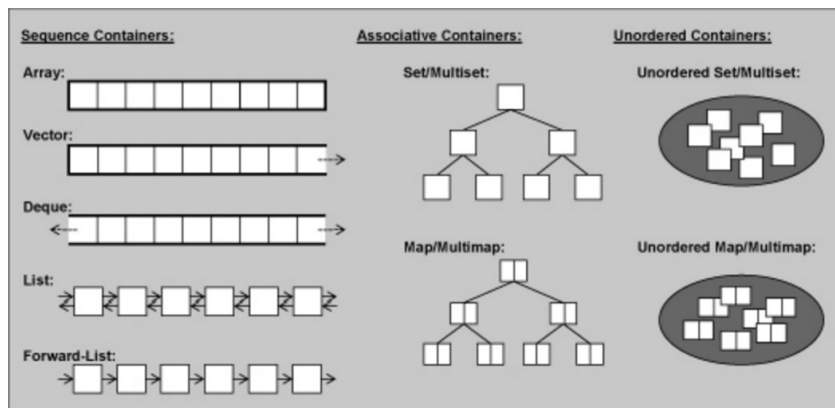 Sequence Containers:
Array:
Vector:
Deque:
List:
Forward-List:
Associative Containers:
Set/Multiset:
Map/Multimap:
Unordered Containers:
Unordered Set/Multiset:
Unordered Map/Multimap: